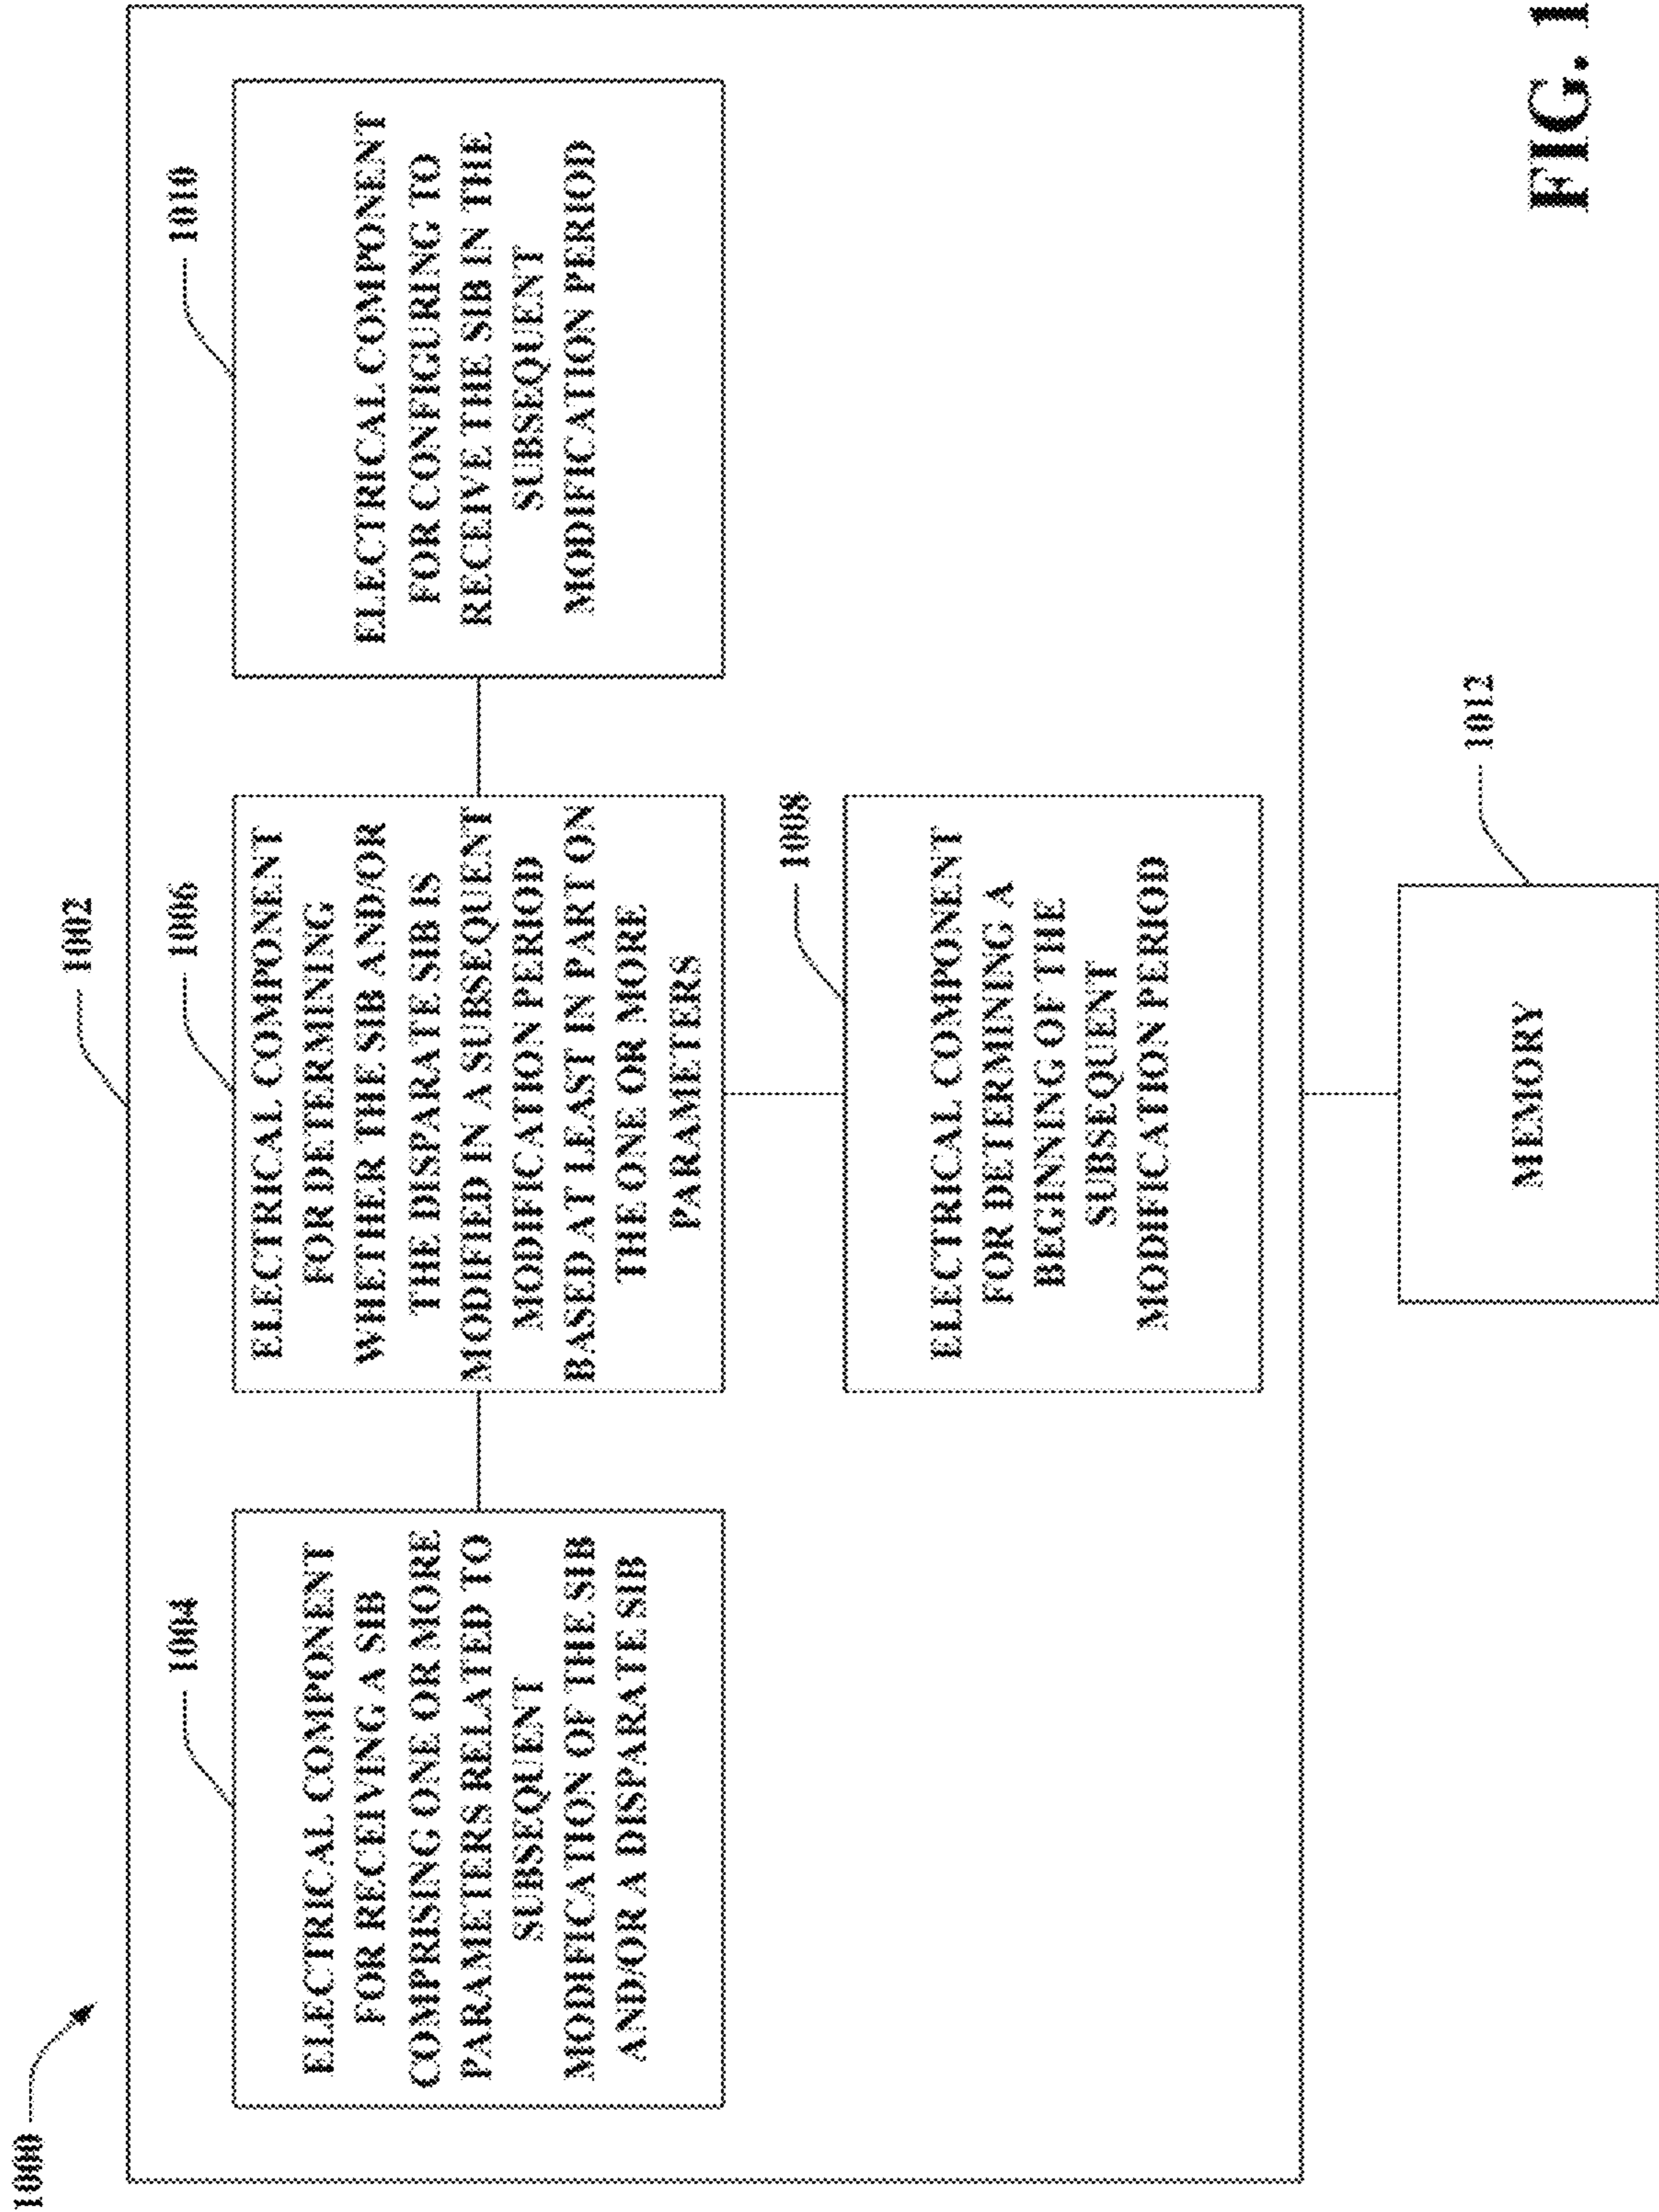 1000
1002
1004
ELECTRICAL COMPONENT
FOR RECEIVING A SIB
COMPRISING ONE OR MORE
PARAMETERS RELATED TO
SUBSEQUENT
MODIFICATION OF THE SIB
AND/OR A DISPARATE SIB
1006
ELECTRICAL COMPONENT
FOR DETERMINING
WHETHER THE SIB AND/OR
THE DISPARATE SIB IS
MODIFIED IN A SUBSEQUENT
MODIFICATION PERIOD
BASED AT LEAST IN PART ON
THE ONE OR MORE
PARAMETERS
1010
ELECTRICAL COMPONENT
FOR CONFIGURING TO
RECEIVE THE SIB IN THE
SUBSEQUENT
MODIFICATION PERIOD
1008
ELECTRICAL COMPONENT
FOR DETERMINING A
BEGINNING OF THE
SUBSEQUENT
MODIFICATION PERIOD
1012
MEMORY
FIG. 1